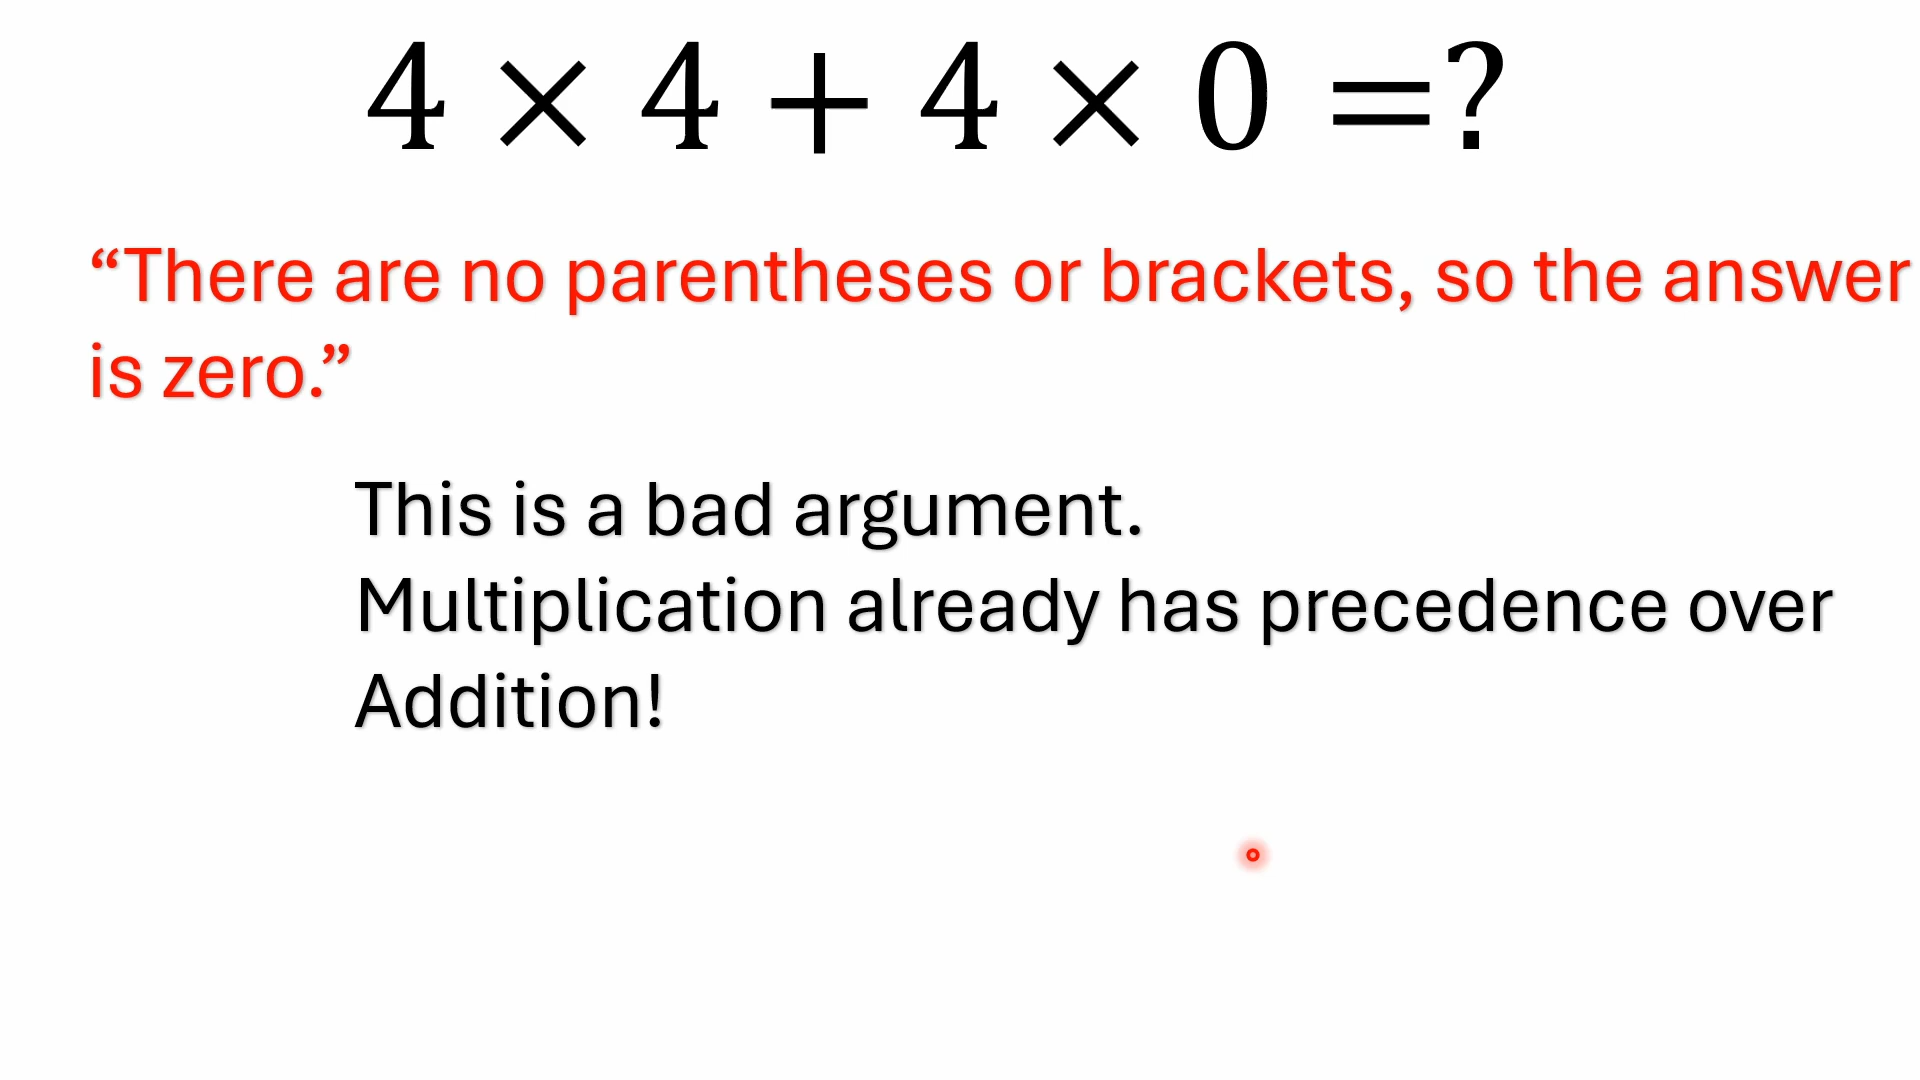 4 × 4 + 4 × 0 =?
“There are no parentheses or brackets, so the answer
is zero.”
This is a bad argument.
Multiplication already has precedence over
Addition!